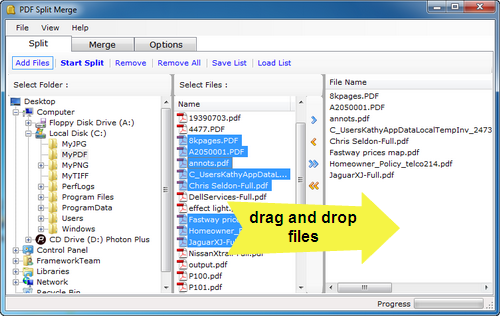 PDF Split Merge
File View Help
Split Merge Options
Add Files Start Split Remove Remove All Save List Load List
Select Folder :
Desktop
Computer
Floppy Disk Drive (A:)
Local Disk (C:)
MyJPG
MyPDF
MyPNG
MyTIFF
PerfLogs
Program Files
ProgramData
Users
Windows
CD Drive (D:) Photon Plus
Control Panel
FrameworkTeam
Libraries
Network
Recycle Bin
Select Files :
Name
19390703.pdf
4477.PDF
8kpages.PDF
A2050001.PDF
annots.pdf
C_UsersKathyAppDataL...
Chris Seldon-Full.pdf
DellServices-Full.pdf
effect light.
Fastway prices
Homeowner_
JaguarXJ-Full.
NissanXtrail-Full
output.pdf
P100.pdf
P101.pdf
drag and drop
files
File Name
8kpages.PDF
A2050001.PDF
annots.pdf
C_UsersKathyAppDataLocalTempInv_2473
Chris Seldon-Full.pdf
Fastway prices map.pdf
Homeowner_Policy_telco214.pdf
JaguarXJ-Full.pdf
Progress